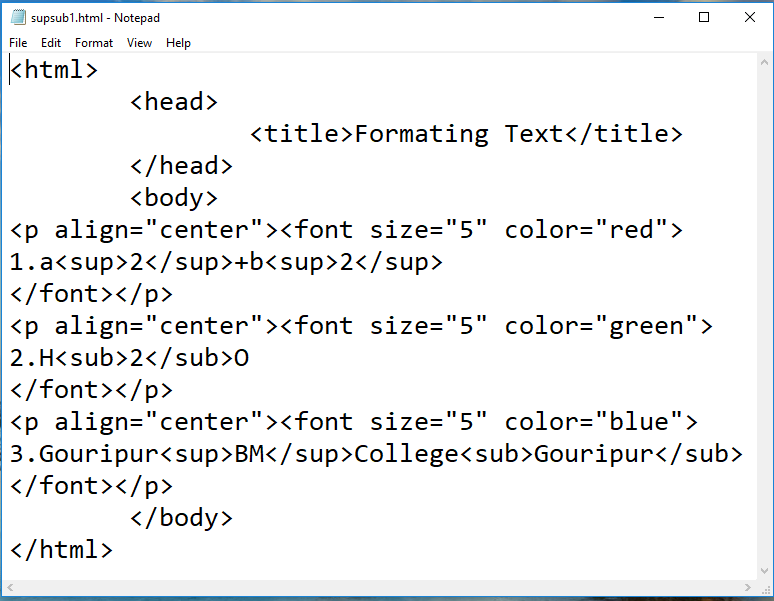 supsub1.html - Notepad
File Edit Format View Help
<html>
<head>
<title>Formating Text</title>
</head>
<body>
<p align="center"><font size="5" color="red">
1.a<sup>2</sup>+b<sup>2</sup>
</font></p>
<p align="center"><font size="5" color="green">
2.H<sub>2</sub>O
</font></p>
<p align="center"><font size="5" color="blue">
3.Gouripur<sup>BM</sup>College<sub>Gouripur</sub>
</font></p>
</body>
</html>